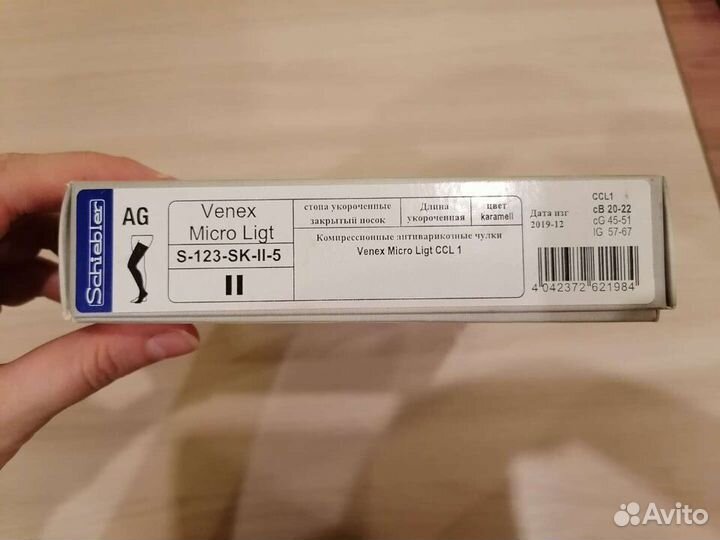 Schiebler
AG
Venex
Micro Ligt
S-123-SK-II-5
II
стопа укороченные
закрытый носок
Длина
укороченная
цвет
karamell
Компрессионные антиварикозные чулки
Venex Micro Ligt CCL 1
Дата изг
2019-12
CCL1
cB 20-22
cG 45-51
IG 57-67
4 042372 621984
Avito